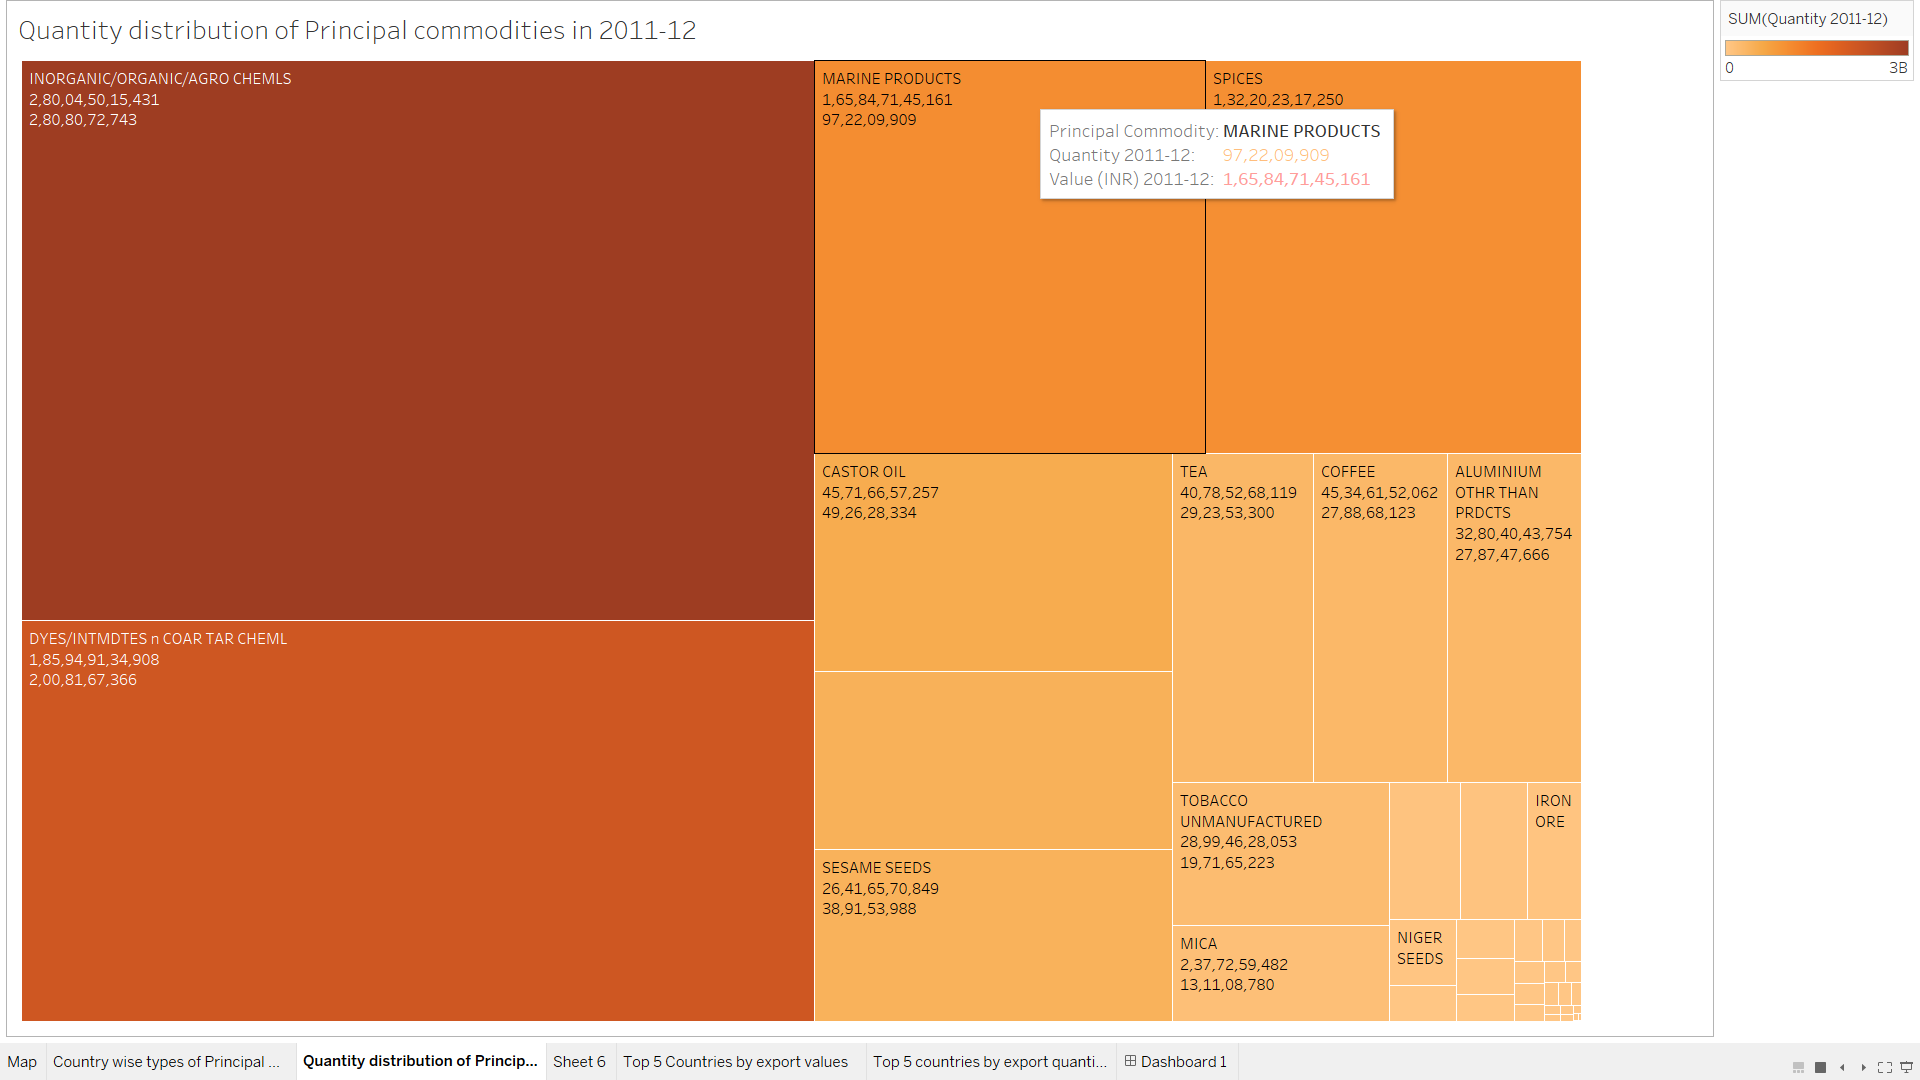 Quantity distribution of Principal commodities in 2011-12
SUM(Quantity 2011-12)
0 3B
INORGANIC/ORGANIC/AGRO CHEMLS
2,80,04,50,15,431
2,80,80,72,743
MARINE PRODUCTS
1,65,84,71,45,161
97,22,09,909
SPICES
1,32,20,23,17,250
Principal Commodity: MARINE PRODUCTS
Quantity 2011-12: 97,22,09,909
Value (INR) 2011-12: 1,65,84,71,45,161
CASTOR OIL
45,71,66,57,257
49,26,28,334
TEA
40,78,52,68,119
29,23,53,300
COFFEE
45,34,61,52,062
27,88,68,123
ALUMINIUM
OTHR THAN
PRDCTS
32,80,40,43,754
27,87,47,666
DYES/INTMDTES n COAR TAR CHEML
1,85,94,91,34,908
2,00,81,67,366
SESAME SEEDS
26,41,65,70,849
38,91,53,988
TOBACCO
UNMANUFACTURED
28,99,46,28,053
19,71,65,223
IRON
ORE
MICA
2,37,72,59,482
13,11,08,780
NIGER
SEEDS
Map
Country wise types of Principal ...
Quantity distribution of Princip...
Sheet 6
Top 5 Countries by export values
Top 5 countries by export quanti...
Dashboard 1